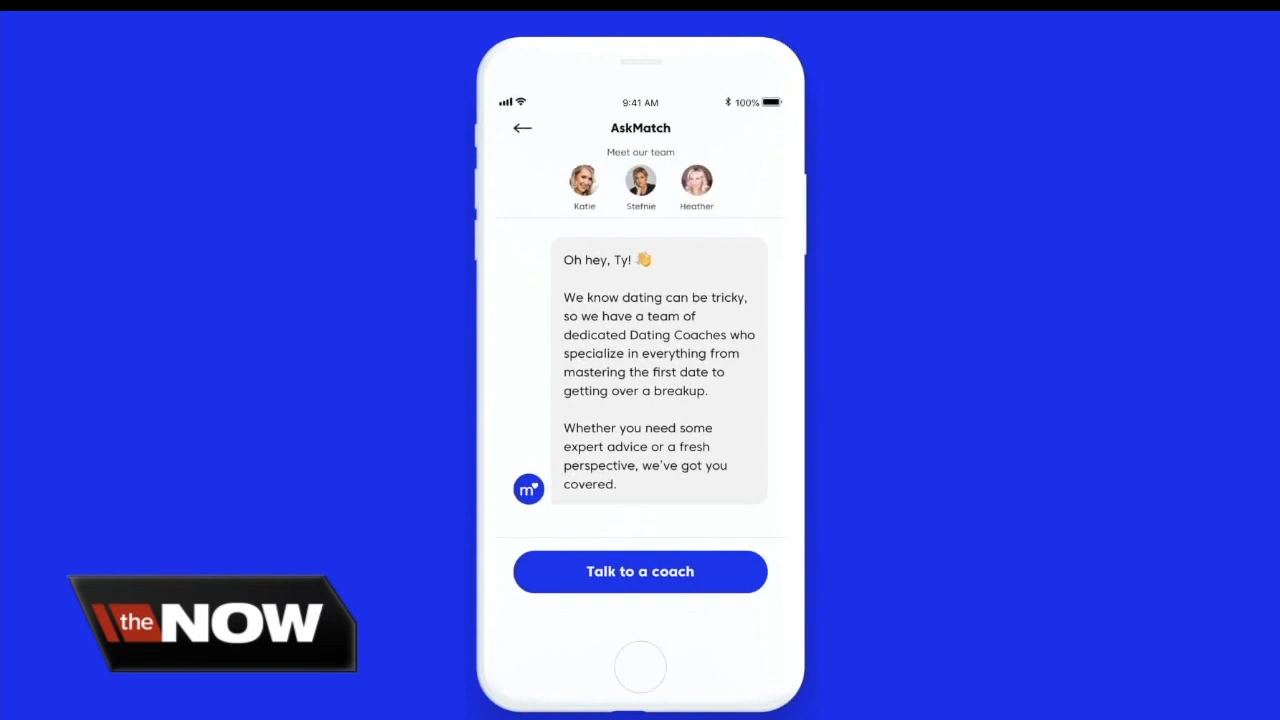 9:41 AM
100%
AskMatch
Meet our team
Katie
Stefnie
Heather
Oh hey, Ty! 👋
We know dating can be tricky,
so we have a team of
dedicated Dating Coaches who
specialize in everything from
mastering the first date to
getting over a breakup.
Whether you need some
expert advice or a fresh
perspective, we've got you
covered.
m
Talk to a coach
the NOW